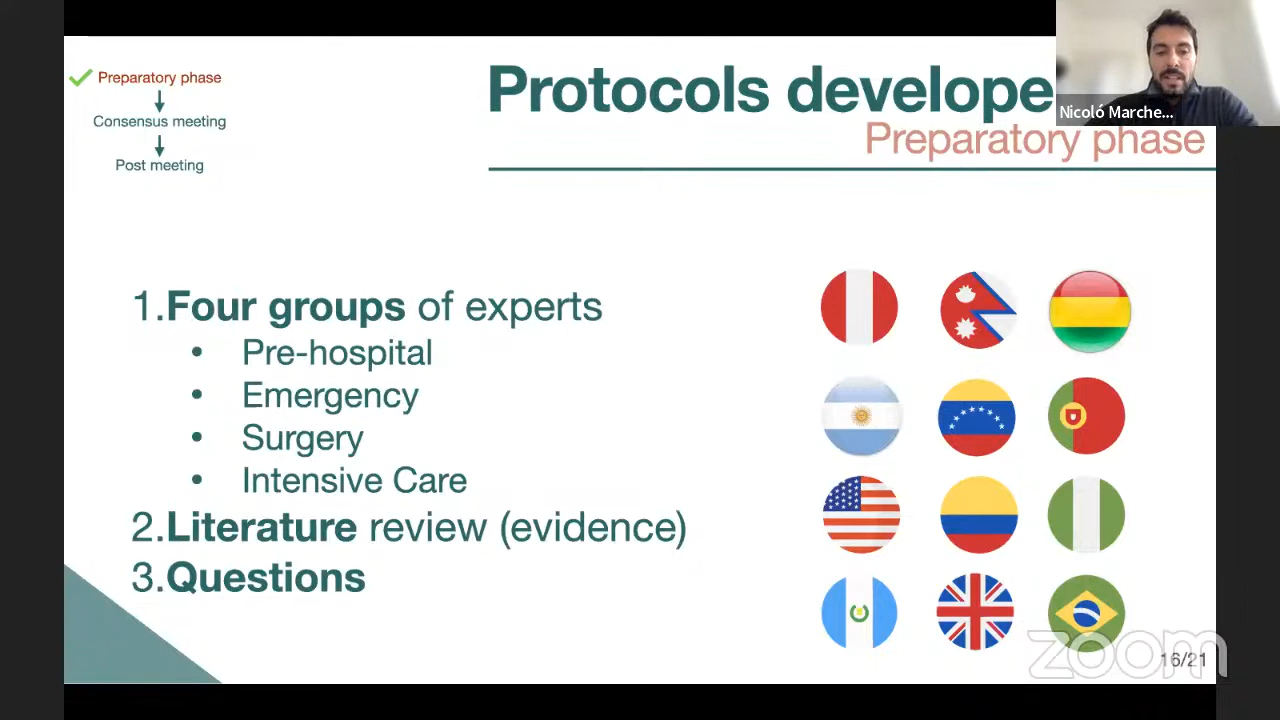 Preparatory phase
Consensus meeting
Post meeting
Protocols develope
Preparatory phase
Nicoló Marche...
1.Four groups of experts
• Pre-hospital
• Emergency
• Surgery
• Intensive Care
2.Literature review (evidence)
3.Questions
zoom
16/21